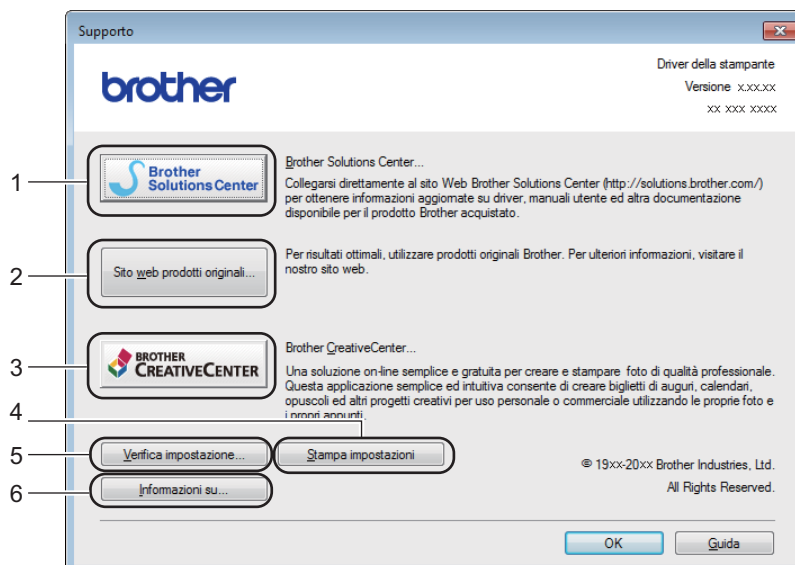 Supporto
brother
Driver della stampante
Versione x.xx.xx
xx xxx xxxx
1
Brother
Solutions Center
Brother Solutions Center...
Collegarsi direttamente al sito Web Brother Solutions Center (http://solutions.brother.com/)
per ottenere informazioni aggiornate su driver, manuali utente ed altra documentazione
disponibile per il prodotto Brother acquistato.
2
Sito web prodotti originali...
Per risultati ottimali, utilizzare prodotti originali Brother. Per ulteriori informazioni, visitare il
nostro sito web.
3
BROTHER
CREATIVECENTER
Brother CreativeCenter...
Una soluzione on-line semplice e gratuita per creare e stampare foto di qualità professionale.
Questa applicazione semplice ed intuitiva consente di creare biglietti di auguri, calendari,
opuscoli ed altri progetti creativi per uso personale o commerciale utilizzando le proprie foto e
i propri appunti.
4
5
Verifica impostazione...
Stampa impostazioni
6
Informazioni su...
© 19xx-20xx Brother Industries, Ltd.
All Rights Reserved.
OK
Guida